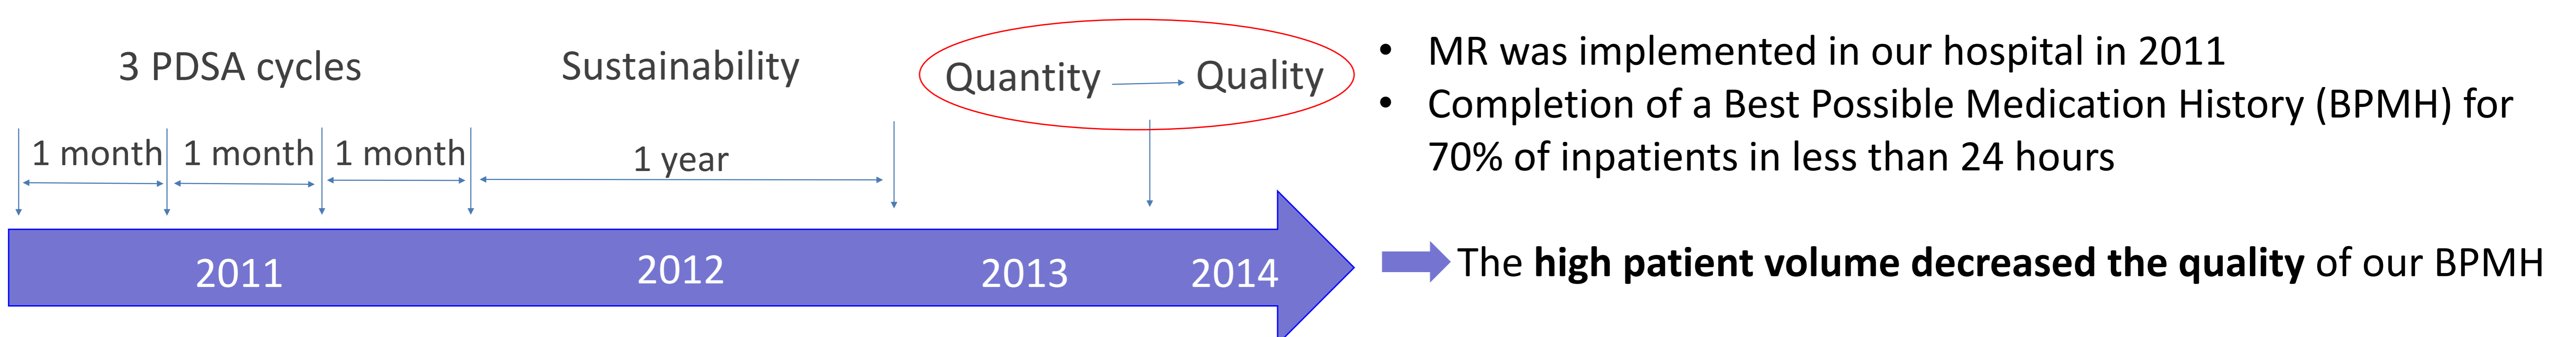 3 PDSA cycles
Sustainability
Quantity
Quality
1 month
1 month
1 month
1 year
2011
2012
2013
2014
• MR was implemented in our hospital in 2011
• Completion of a Best Possible Medication History (BPMH) for
70% of inpatients in less than 24 hours
The high patient volume decreased the quality of our BPMH